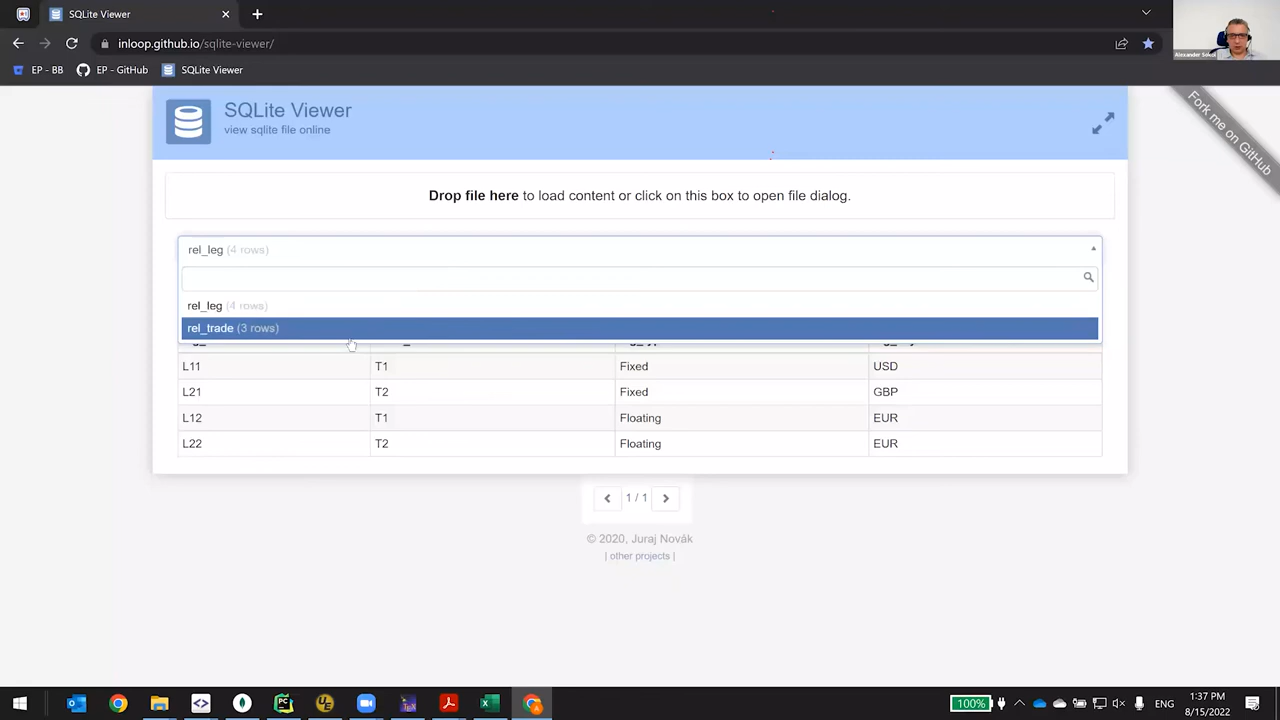 SQLite Viewer
inloop.github.io/sqlite-viewer/
EP - BB
EP - GitHub
SQLite Viewer
Alexander Sokol
SQLite Viewer
view sqlite file online
Fork me on GitHub
Drop file here to load content or click on this box to open file dialog.
rel_leg (4 rows)
rel_leg (4 rows)
rel_trade (3 rows)
L11 T1 Fixed USD
L21 T2 Fixed GBP
L12 T1 Floating EUR
L22 T2 Floating EUR
1 / 1
© 2020, Juraj Novák
| other projects |
100%
ENG
1:37 PM
8/15/2022